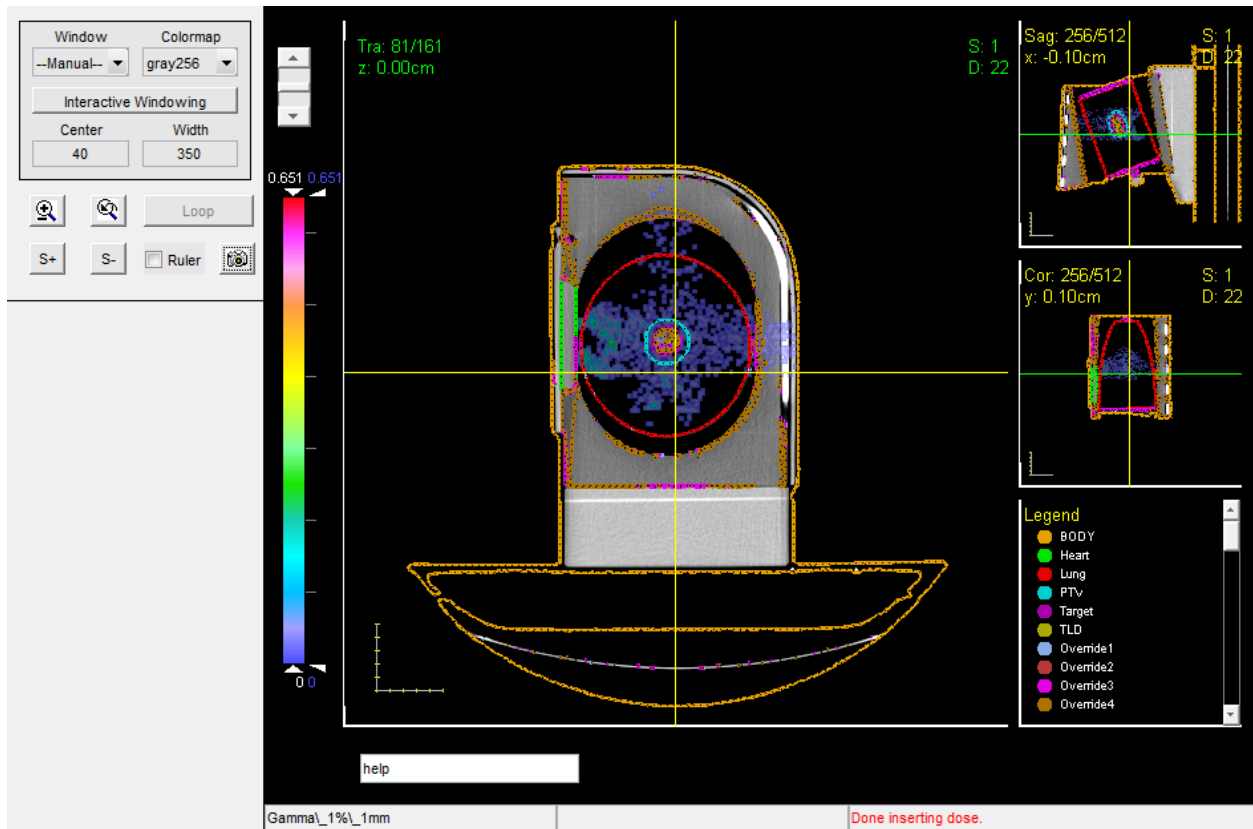 Window Colormap
--Manual-- gray256
Interactive Windowing
Center Width
40 350
Loop
S+ S- Ruler
Tra: 81/161 S: 1
z: 0.00cm D: 22
0.651 0.651
0 0
Sag: 256/512 S: 1
x: -0.10cm D: 22
Cor: 256/512 S: 1
y: 0.10cm D: 22
Legend
BODY
Heart
Lung
PTV
Target
TLD
Override1
Override2
Override3
Override4
help
Gamma\_1%\_1mm Done inserting dose.